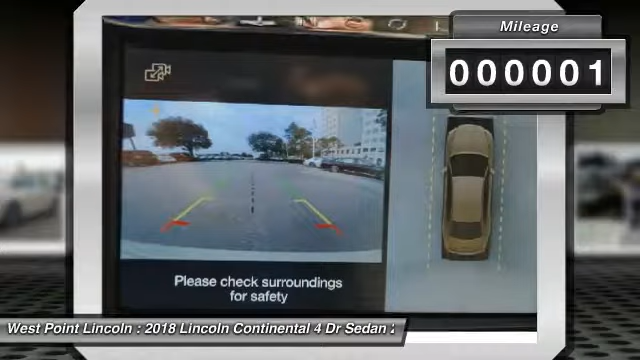 Mileage
000001
Please check surroundings
for safety
West Point Lincoln : 2018 Lincoln Continental 4 Dr Sedan